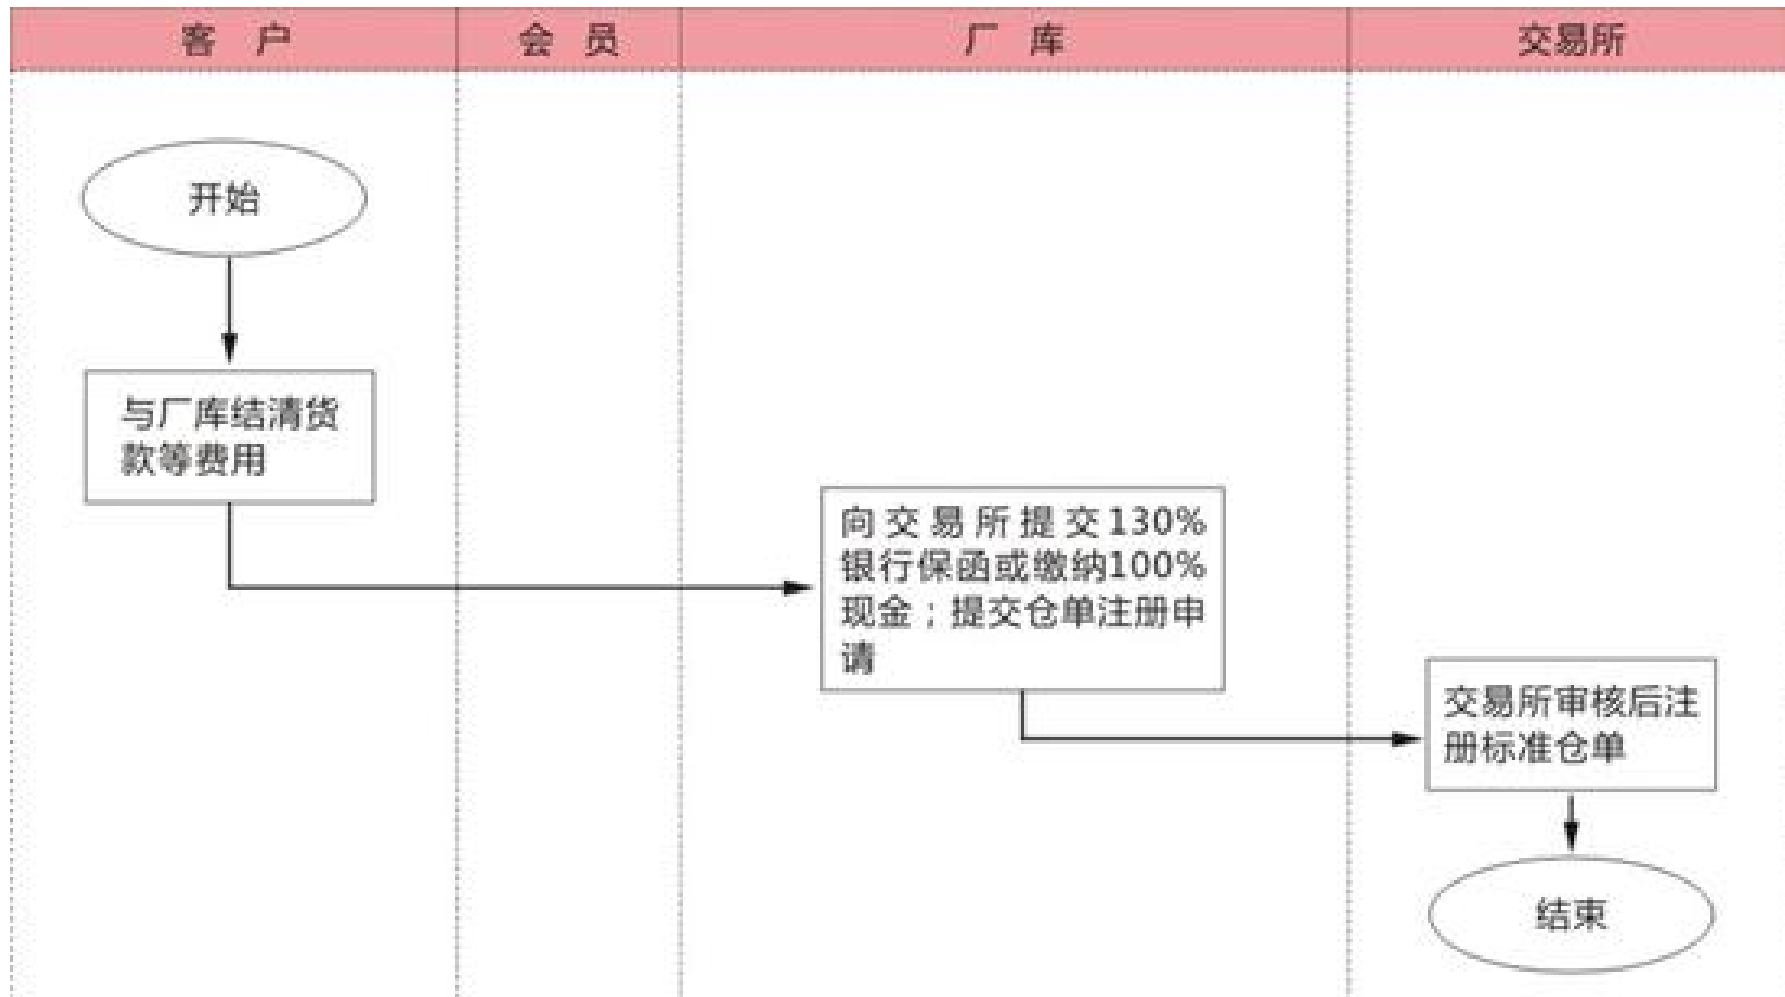 客 户
会 员
厂 库
交易所
开始
与厂库结清货
款等费用
向交易所提交130%
银行保函或缴纳100%
现金；提交仓单注册申
请
交易所审核后注
册标准仓单
结束